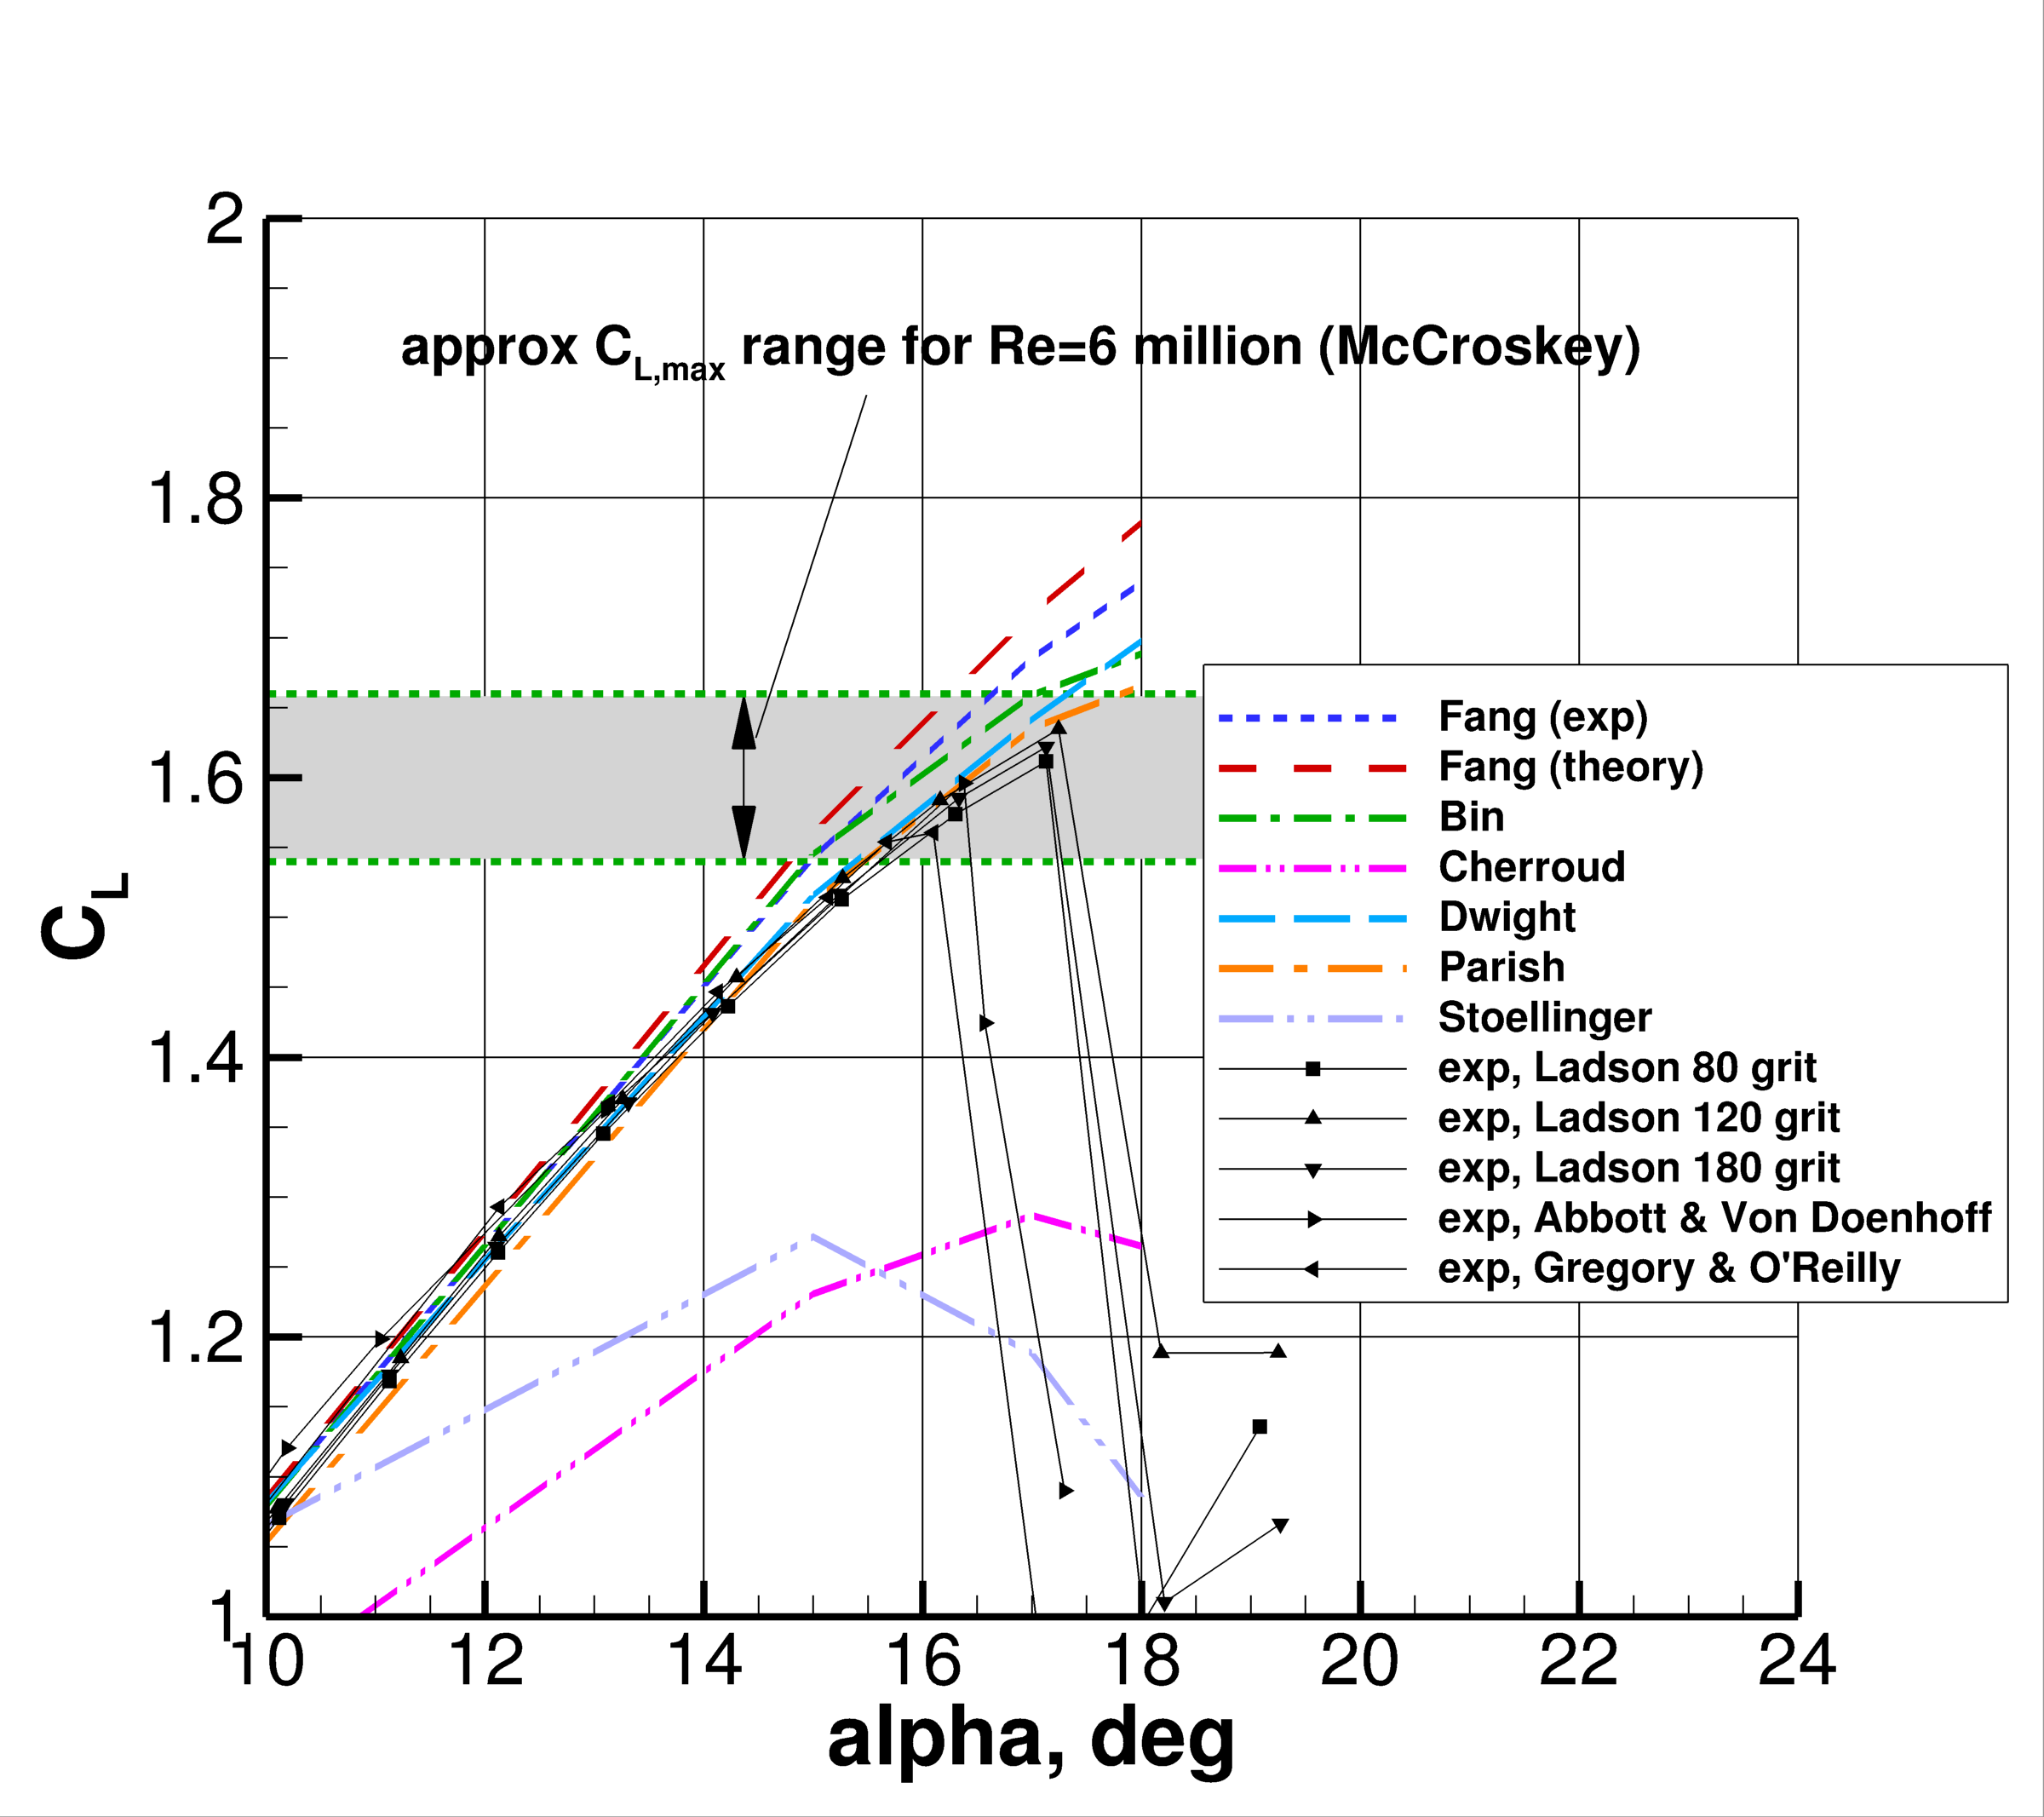 2
approx CL,max range for Re=6 million (McCroskey)
1.8
1.6
1.4
1.2
1
CL
Fang (exp)
Fang (theory)
Bin
Cherroud
Dwight
Parish
Stoellinger
exp, Ladson 80 grit
exp, Ladson 120 grit
exp, Ladson 180 grit
exp, Abbott & Von Doenhoff
exp, Gregory & O'Reilly
10 12 14 16 18 20 22 24
alpha, deg